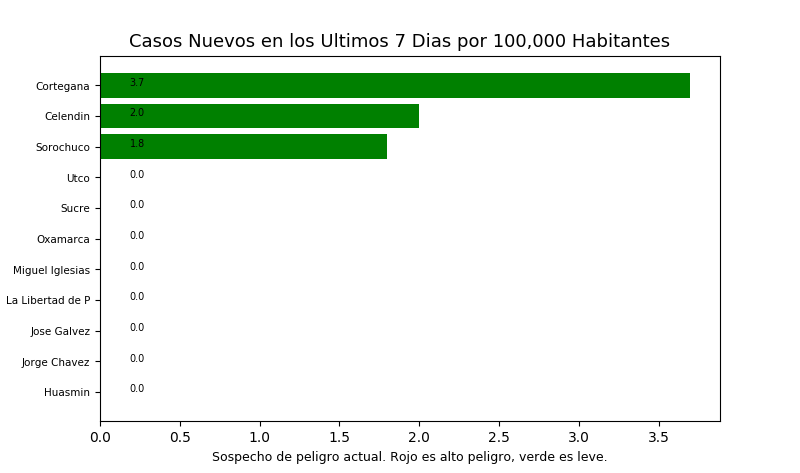 Casos Nuevos en los Ultimos 7 Dias por 100,000 Habitantes
Cortegana 3.7
Celendin 2.0
Sorochuco 1.8
Utco 0.0
Sucre 0.0
Oxamarca 0.0
Miguel Iglesias 0.0
La Libertad de P 0.0
Jose Galvez 0.0
Jorge Chavez 0.0
Huasmin 0.0
0.0 0.5 1.0 1.5 2.0 2.5 3.0 3.5
Sospecho de peligro actual. Rojo es alto peligro, verde es leve.